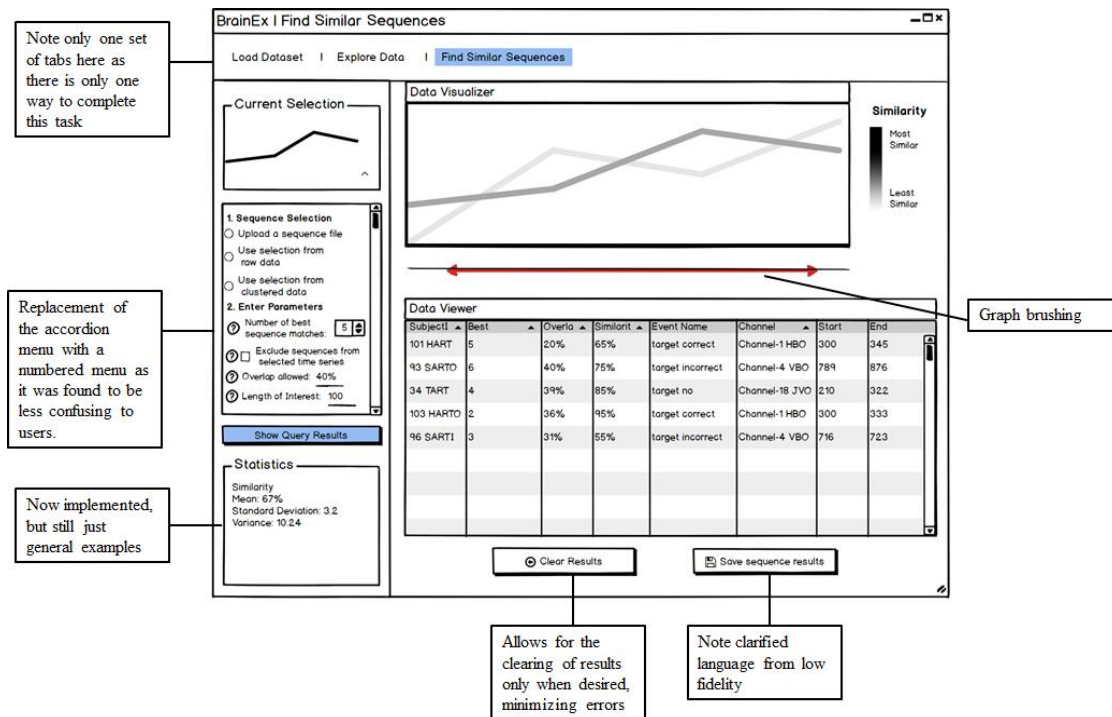 BrainEx | Find Similar Sequences
Note only one set
of tabs here as
there is only one
way to complete
this task
Load Dataset | Explore Data | Find Similar Sequences
Current Selection
Data Visualizer
Similarity
Most
Similar
Least
Similar
1. Sequence Selection
Upload a sequence file
Use selection from
raw data
Use selection from
clustered data
2. Enter Parameters
? Number of best
sequence matches: 5
? Exclude sequences from
selected time series
? Overlap allowed: 40%
? Length of Interest: 100
Replacement of
the accordion
menu with a
numbered menu as
it was found to be
less confusing to
users.
Graph brushing
Data Viewer
SubjectI Best Overla Similarit Event Name Channel Start End
101 HART 5 20% 65% target correct Channel-1 HBO 300 345
93 SARTO 6 40% 75% target incorrect Channel-4 VBO 789 876
34 TART 4 39% 85% target no Channel-18 JVO 210 322
103 HARTO 2 36% 95% target correct Channel-1 HBO 300 333
96 SARTI 3 31% 55% target incorrect Channel-4 VBO 716 723
Show Query Results
Statistics
Similarity
Mean: 67%
Standard Deviation: 3.2
Variance: 10.24
Now implemented,
but still just
general examples
Clear Results
Save sequence results
Allows for the
clearing of results
only when desired,
minimizing errors
Note clarified
language from low
fidelity